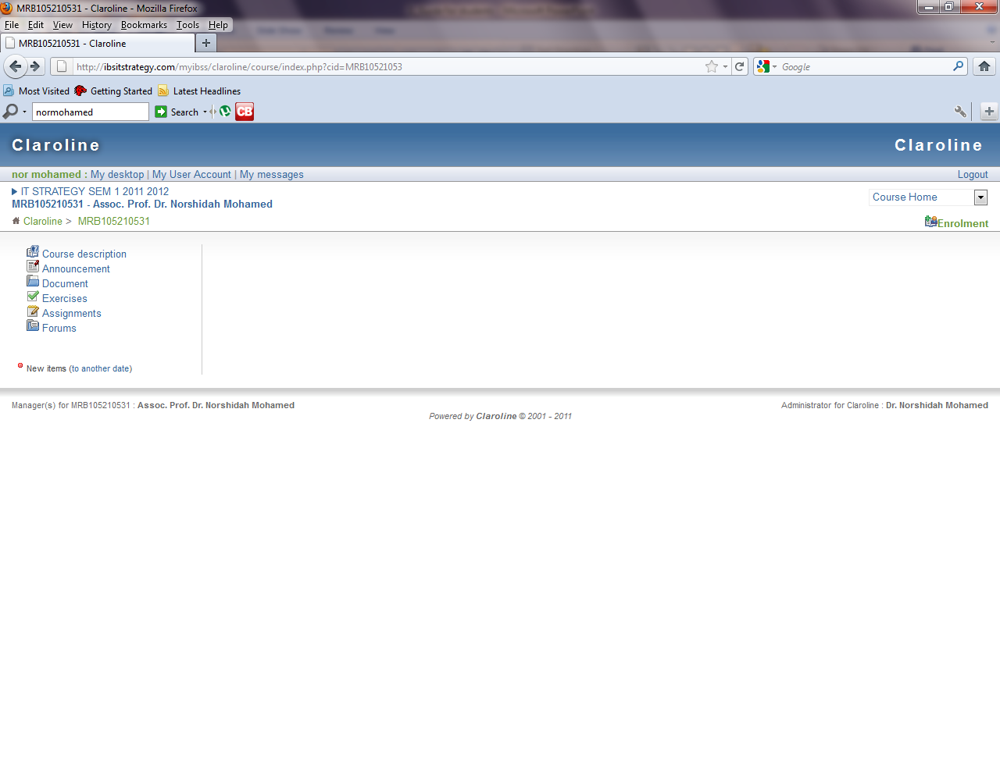 MRB105210531 - Claroline - Mozilla Firefox
File Edit View History Bookmarks Tools Help
MRB105210531 - Claroline
http://ibsitstrategy.com/myibss/claroline/course/index.php?cid=MRB10521053
Google
Most Visited Getting Started Latest Headlines
normohamed Search CB
Claroline Claroline
nor mohamed : My desktop | My User Account | My messages Logout
IT STRATEGY SEM 1 2011 2012
MRB105210531 - Assoc. Prof. Dr. Norshidah Mohamed
Course Home
Claroline > MRB105210531
Enrolment
Course description
Announcement
Document
Exercises
Assignments
Forums
New items (to another date)
Manager(s) for MRB105210531 : Assoc. Prof. Dr. Norshidah Mohamed
Administrator for Claroline : Dr. Norshidah Mohamed
Powered by Claroline © 2001 - 2011